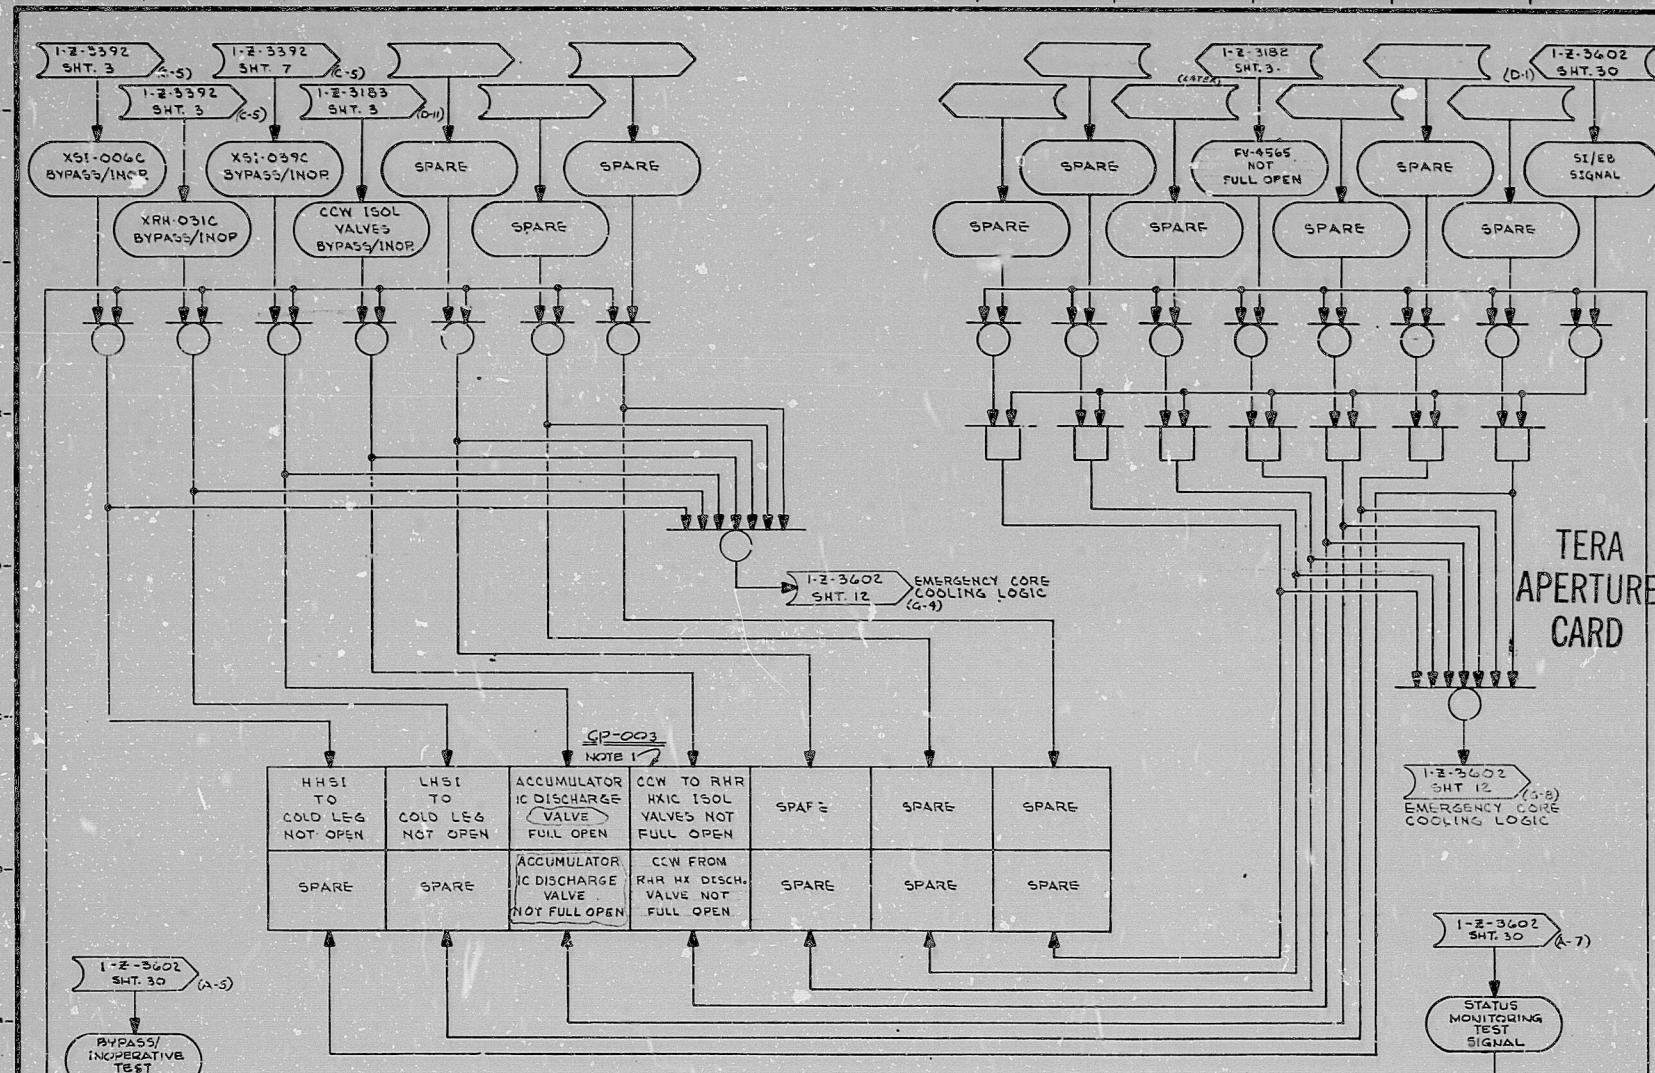 1-Z-3392
SHT. 3
(C-5)
1-Z-3392
SHT. 7
(C-5)
1-Z-3392
SHT. 3
(C-5)
1-Z-3183
SHT. 3
(D-11)
1-Z-3182
SHT. 3.
(LATER)
1-Z-3602
SHT. 30
(D-1)
XSI-006C
BYPASS/INOP.
XSI-039C
BYPASS/INOP.
SPARE
SPARE
XRH-031C
BYPASS/INOP
CCW ISOL
VALVES
BYPASS/INOP.
SPARE
SPARE
FV-4565
NOT
FULL OPEN
SPARE
SI/EB
SIGNAL
SPARE
SPARE
SPARE
SPARE
1-Z-3602
SHT. 12
EMERGENCY CORE
COOLING LOGIC
(G-4)
TERA
APERTURE
CARD
CP-003
NOTE 1
HHSI
TO
COLD LEG
NOT OPEN
LHSI
TO
COLD LEG
NOT OPEN
ACCUMULATOR
IC DISCHARGE
VALVE
FULL OPEN
CCW TO RHR
HXIC ISOL
VALVES NOT
FULL OPEN
SPARE
SPARE
SPARE
SPARE
SPARE
ACCUMULATOR
IC DISCHARGE
VALVE
NOT FULL OPEN
CCW FROM
RHR HX DISCH.
VALVE NOT
FULL OPEN
SPARE
SPARE
SPARE
1-Z-3602
SHT 12
EMERGENCY CORE
COOLING LOGIC
1-Z-3602
SHT. 30
(A-5)
BYPASS/
INOPERATIVE
TEST
1-Z-3602
SHT. 30
(A-7)
STATUS
MONITORING
TEST
SIGNAL